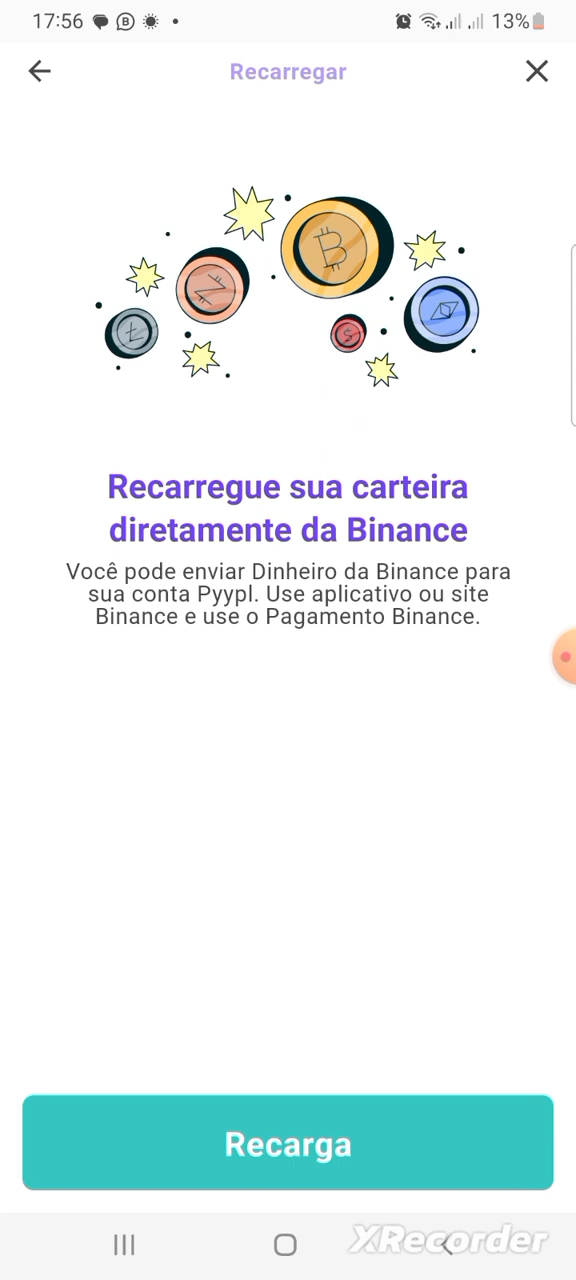 17:56
13%
Recarregar
Recarregue sua carteira
diretamente da Binance
Você pode enviar Dinheiro da Binance para
sua conta Pyypl. Use aplicativo ou site
Binance e use o Pagamento Binance.
Recarga
XRecorder